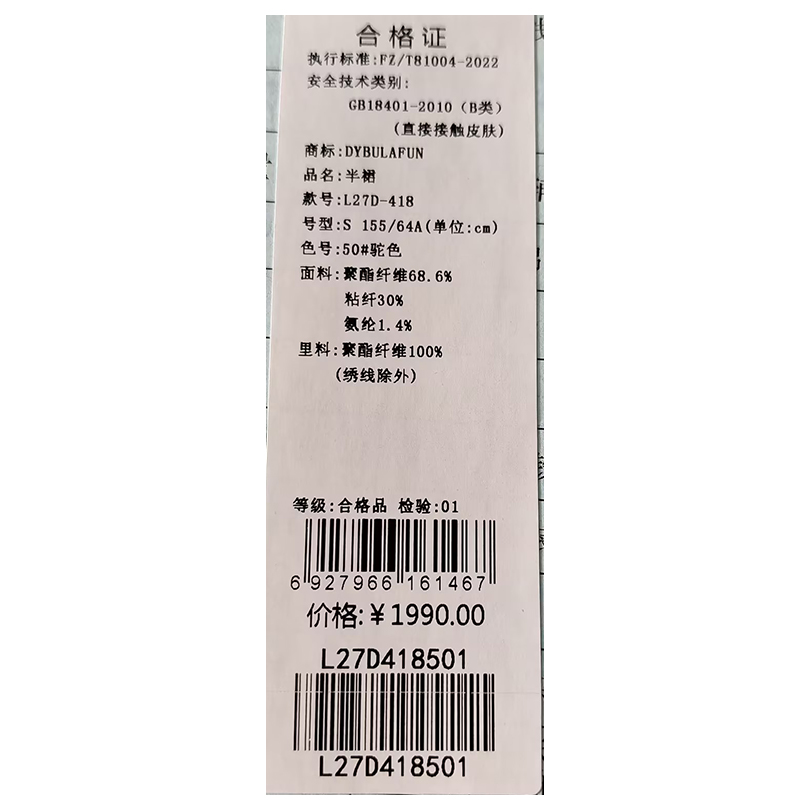 合格证
执行标准:FZ/T81004-2022
安全技术类别:
GB18401-2010（B类）
(直接接触皮肤)
商标:DYBULAFUN
品名:半裙
款号:L27D-418
号型:S 155/64A(单位:cm)
色号:50#驼色
面料:聚酯纤维68.6%
粘纤30%
氨纶1.4%
里料:聚酯纤维100%
(绣线除外)
等级:合格品 检验:01
6 927966 161467
价格:￥1990.00
L27D418501
L27D418501